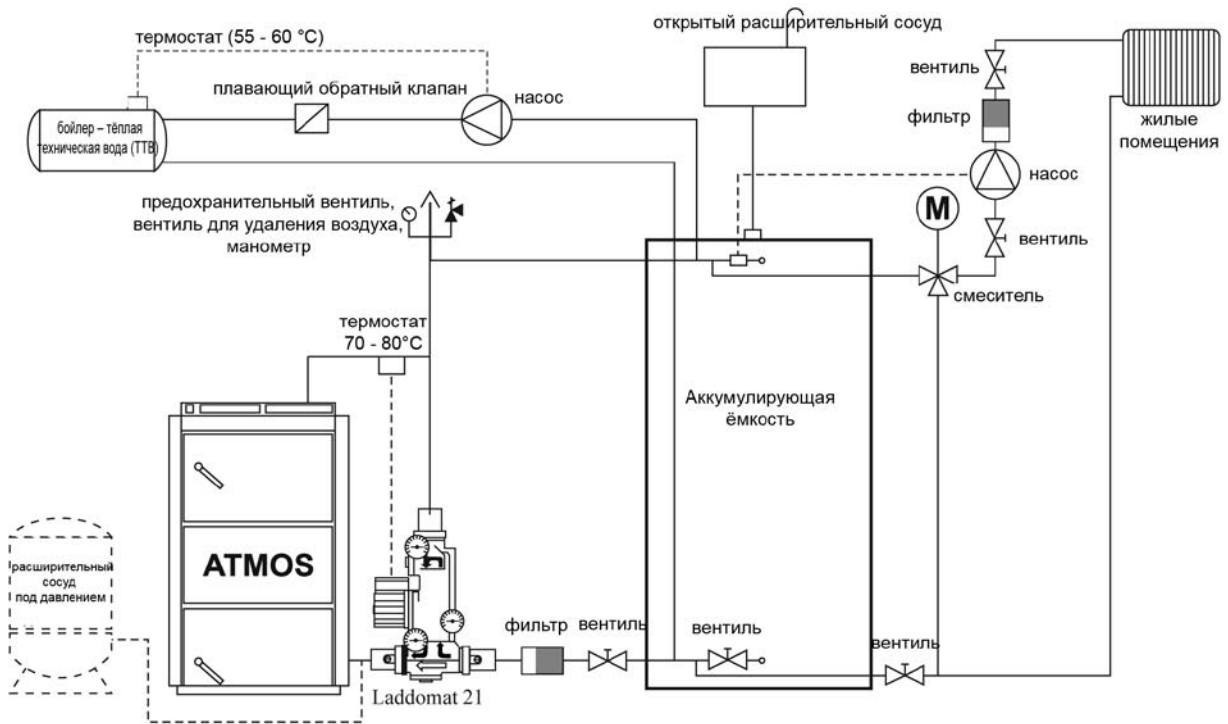 открытый расширительный сосуд
термостат (55 - 60 °C)
плавающий обратный клапан
насос
вентиль
фильтр
жилые
помещения
бойлер – тёплая
техническая вода (ТТВ)
насос
предохранительный вентиль,
вентиль для удаления воздуха,
манометр
M
вентиль
смеситель
термостат
70 - 80°C
Аккумулирующая
ёмкость
ATMOS
расширительный
сосуд
под давлением
фильтр
вентиль
вентиль
вентиль
Laddomat 21